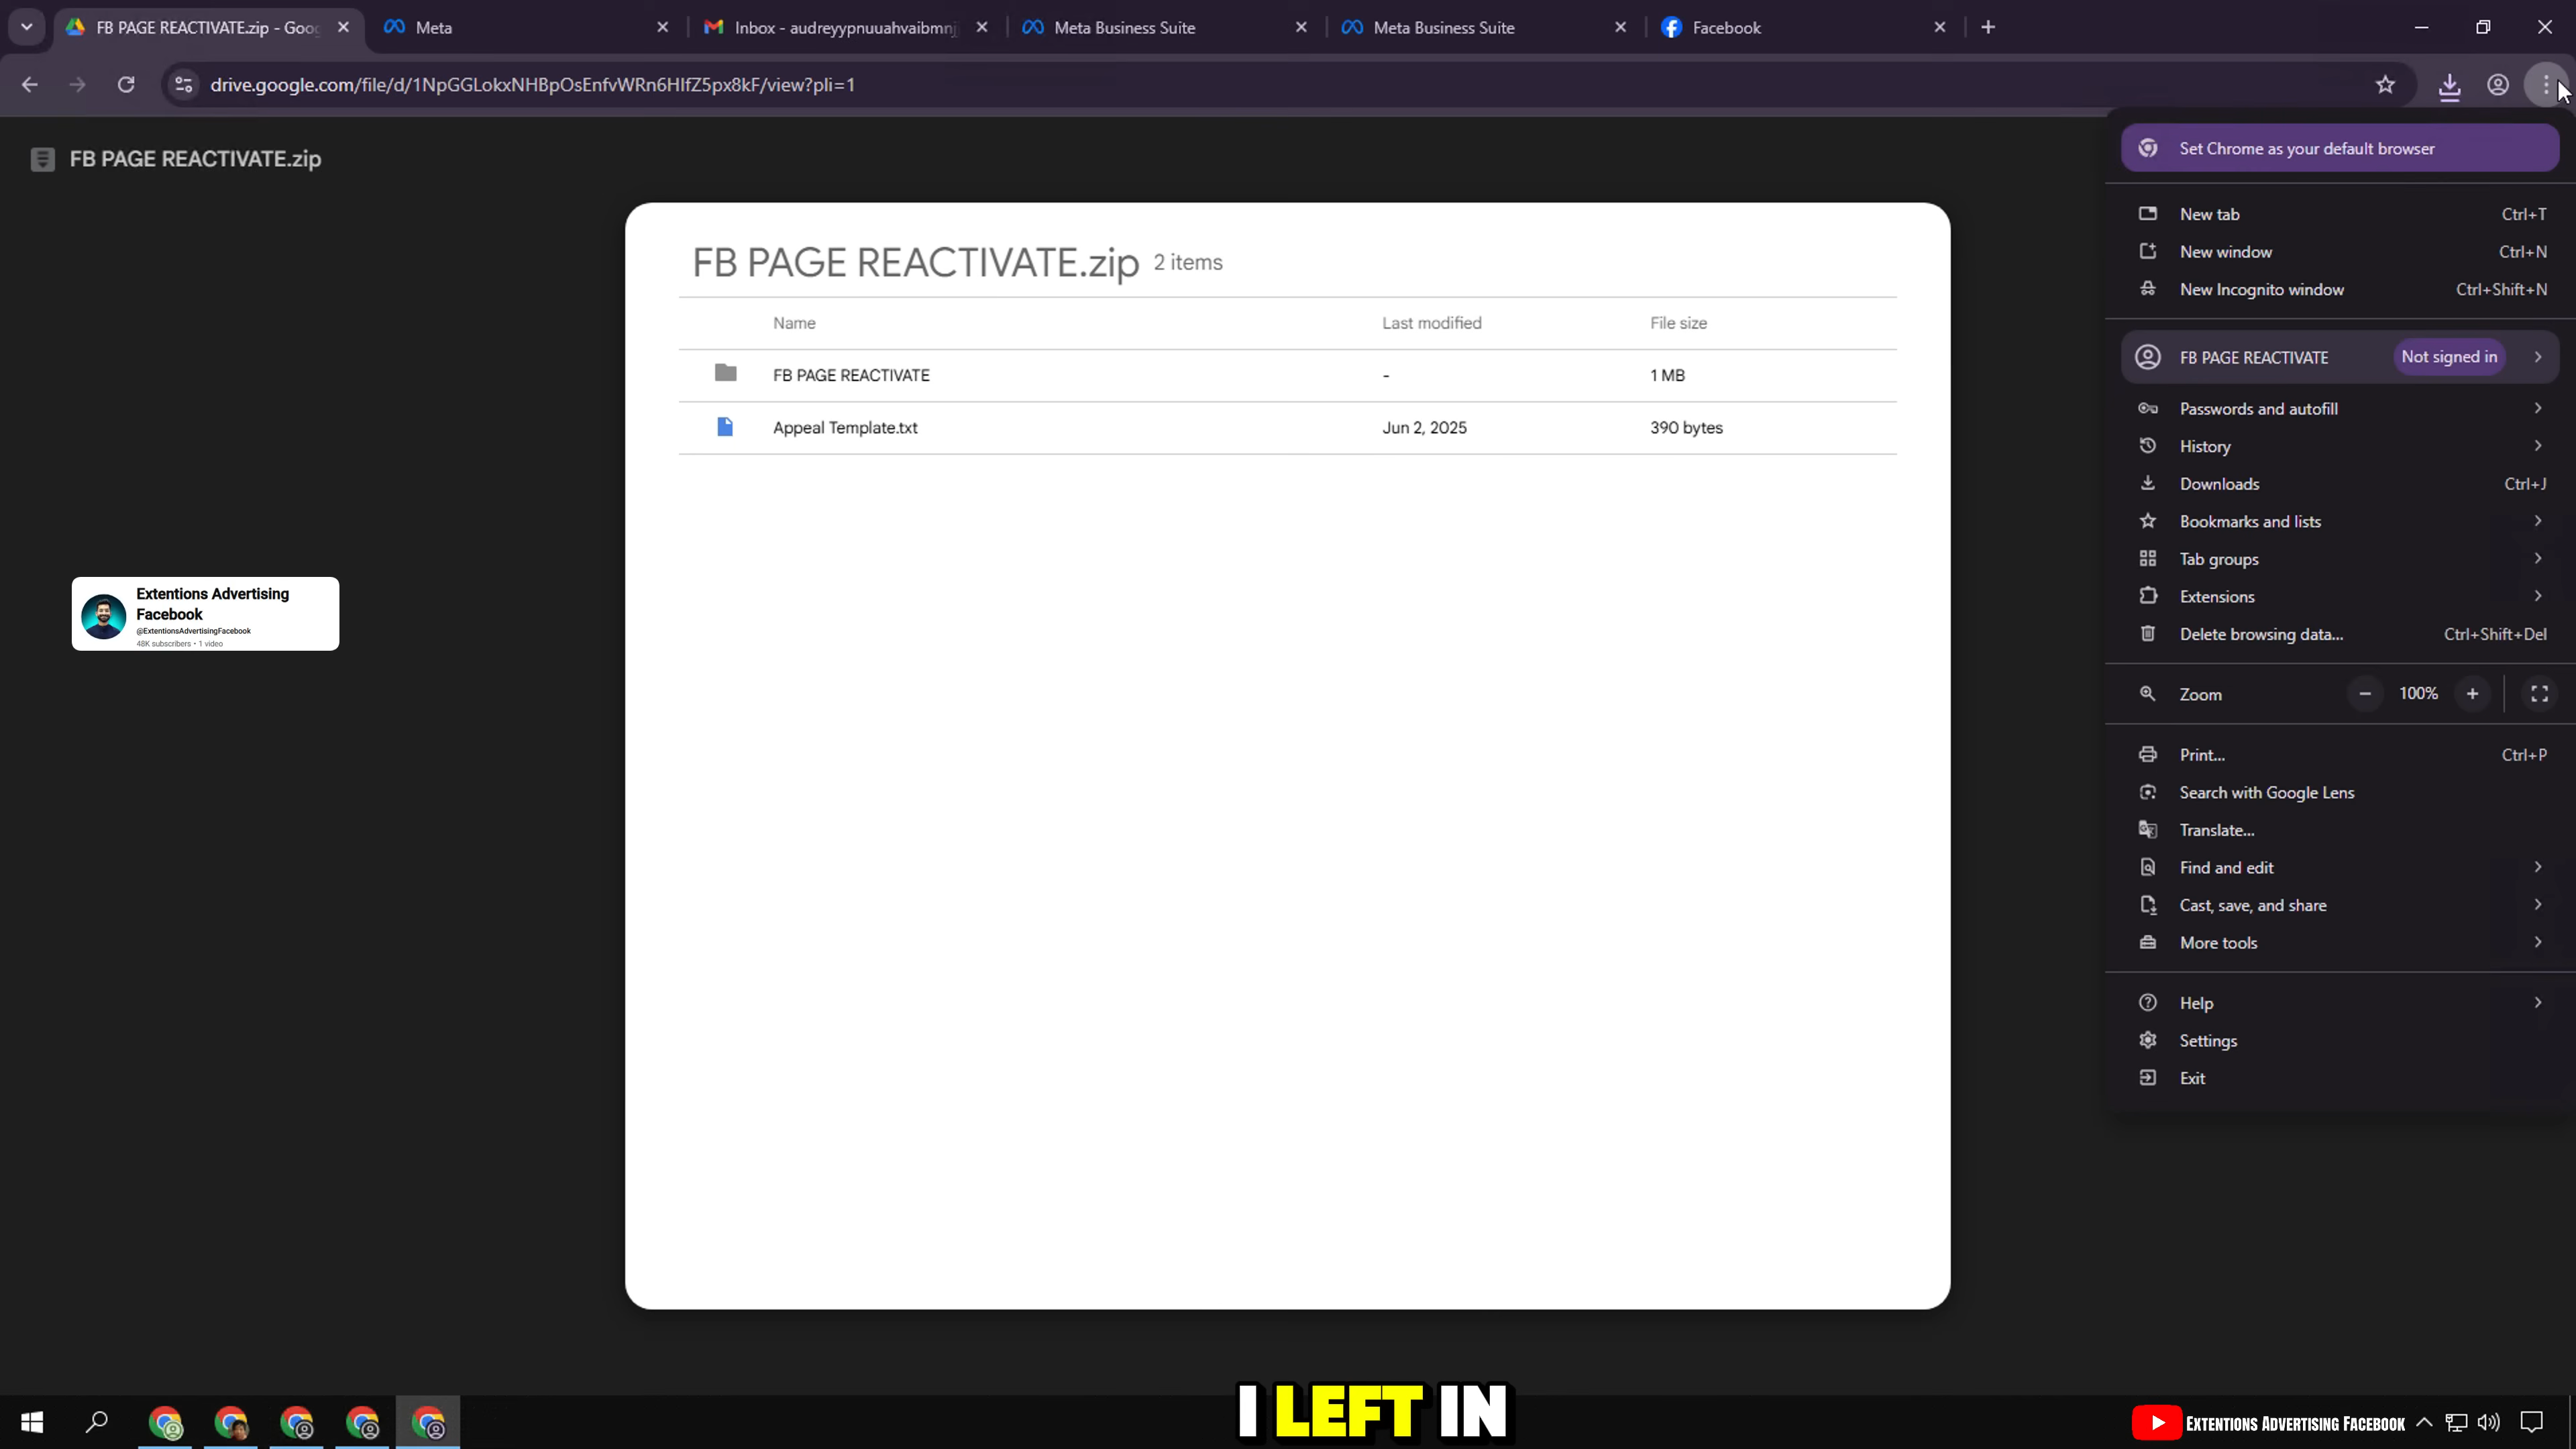 FB PAGE REACTIVATE.zip - Goog
Meta
Inbox - audreyypnuuahvaibmnj
Meta Business Suite
Meta Business Suite
Facebook
drive.google.com/file/d/1NpGGLokxNHBpOsEnfvWRn6HIfZ5px8kF/view?pli=1
FB PAGE REACTIVATE.zip
FB PAGE REACTIVATE.zip 2 items
Name Last modified File size
FB PAGE REACTIVATE - 1 MB
Appeal Template.txt Jun 2, 2025 390 bytes
Extentions Advertising
Facebook
@ExtentionsAdvertisingFacebook
48K subscribers • 1 video
Set Chrome as your default browser
New tab Ctrl+T
New window Ctrl+N
New Incognito window Ctrl+Shift+N
FB PAGE REACTIVATE Not signed in
Passwords and autofill
History
Downloads Ctrl+J
Bookmarks and lists
Tab groups
Extensions
Delete browsing data... Ctrl+Shift+Del
Zoom − 100% +
Print... Ctrl+P
Search with Google Lens
Translate...
Find and edit
Cast, save, and share
More tools
Help
Settings
Exit
I LEFT IN
EXTENTIONS ADVERTISING FACEBOOK